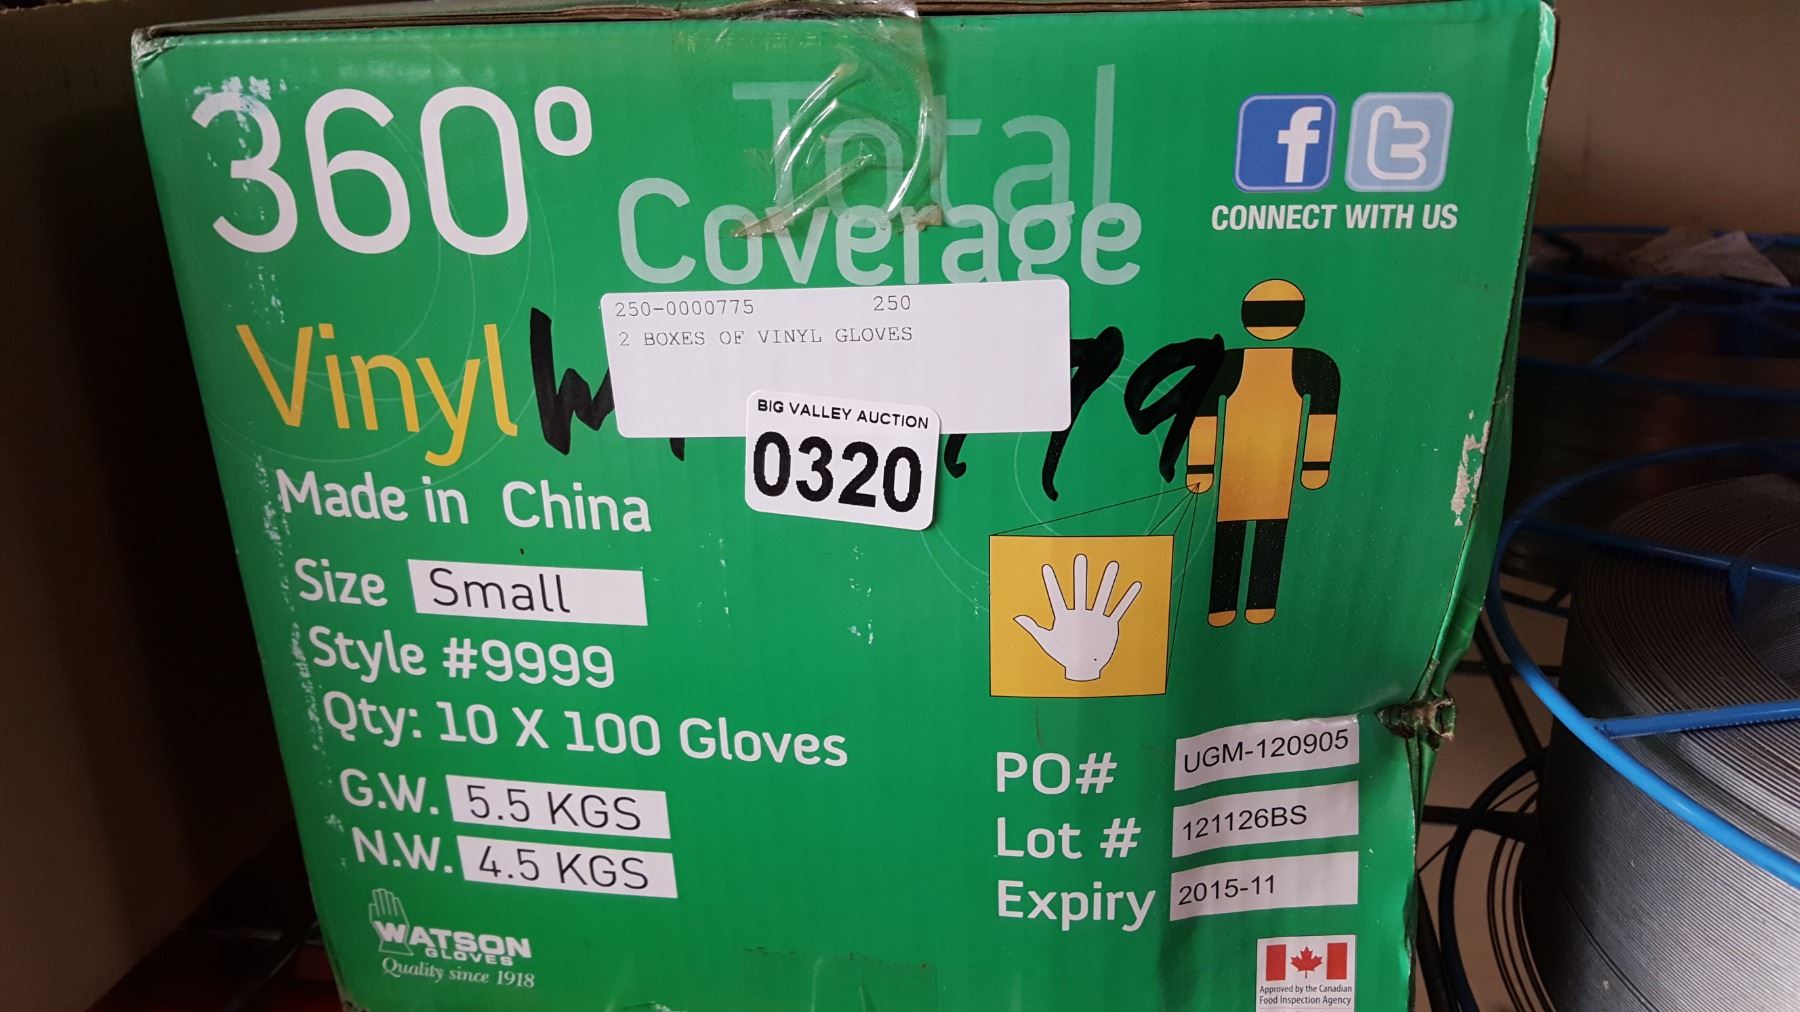 360°
Total
Coverage
CONNECT WITH US
250-0000775 250
2 BOXES OF VINYL GLOVES
Vinyl
BIG VALLEY AUCTION
0320
Made in China
Size Small
Style #9999
Qty: 10 X 100 Gloves
G.W. 5.5 KGS
N.W. 4.5 KGS
WATSON
GLOVES
Quality since 1918
PO# UGM-120905
Lot # 121126BS
Expiry 2015-11
Approved by the Canadian
Food Inspection Agency